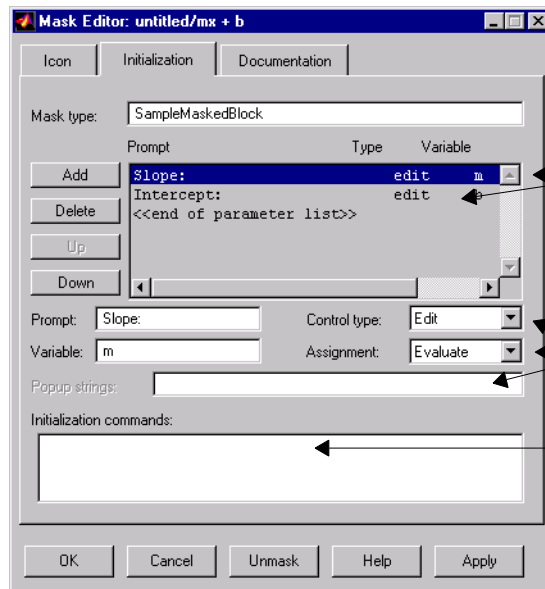 Mask Editor: untitled/mx + b
Icon Initialization Documentation
Mask type: SampleMaskedBlock
Prompt Type Variable
Add
Slope: edit m
Intercept: edit
Delete
<<end of parameter list>>
Up
Down
Prompt: Slope: Control type: Edit
Variable: m Assignment: Evaluate
Popup strings:
Initialization commands:
OK Cancel Unmask Help Apply